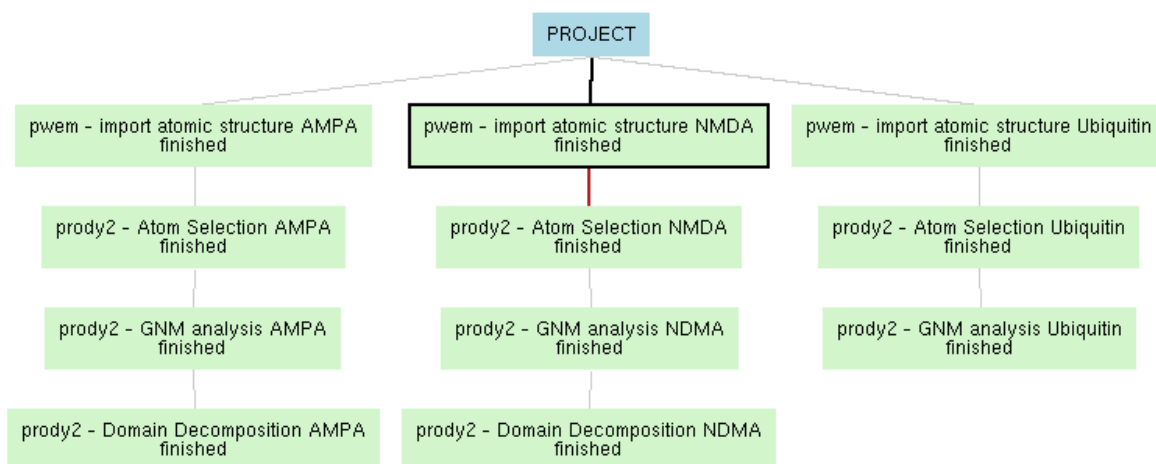 PROJECT
pwem - import atomic structure AMPA
finished
pwem - import atomic structure NMDA
finished
pwem - import atomic structure Ubiquitin
finished
prody2 - Atom Selection AMPA
finished
prody2 - Atom Selection NMDA
finished
prody2 - Atom Selection Ubiquitin
finished
prody2 - GNM analysis AMPA
finished
prody2 - GNM analysis NDMA
finished
prody2 - GNM analysis Ubiquitin
finished
prody2 - Domain Decomposition AMPA
finished
prody2 - Domain Decomposition NDMA
finished